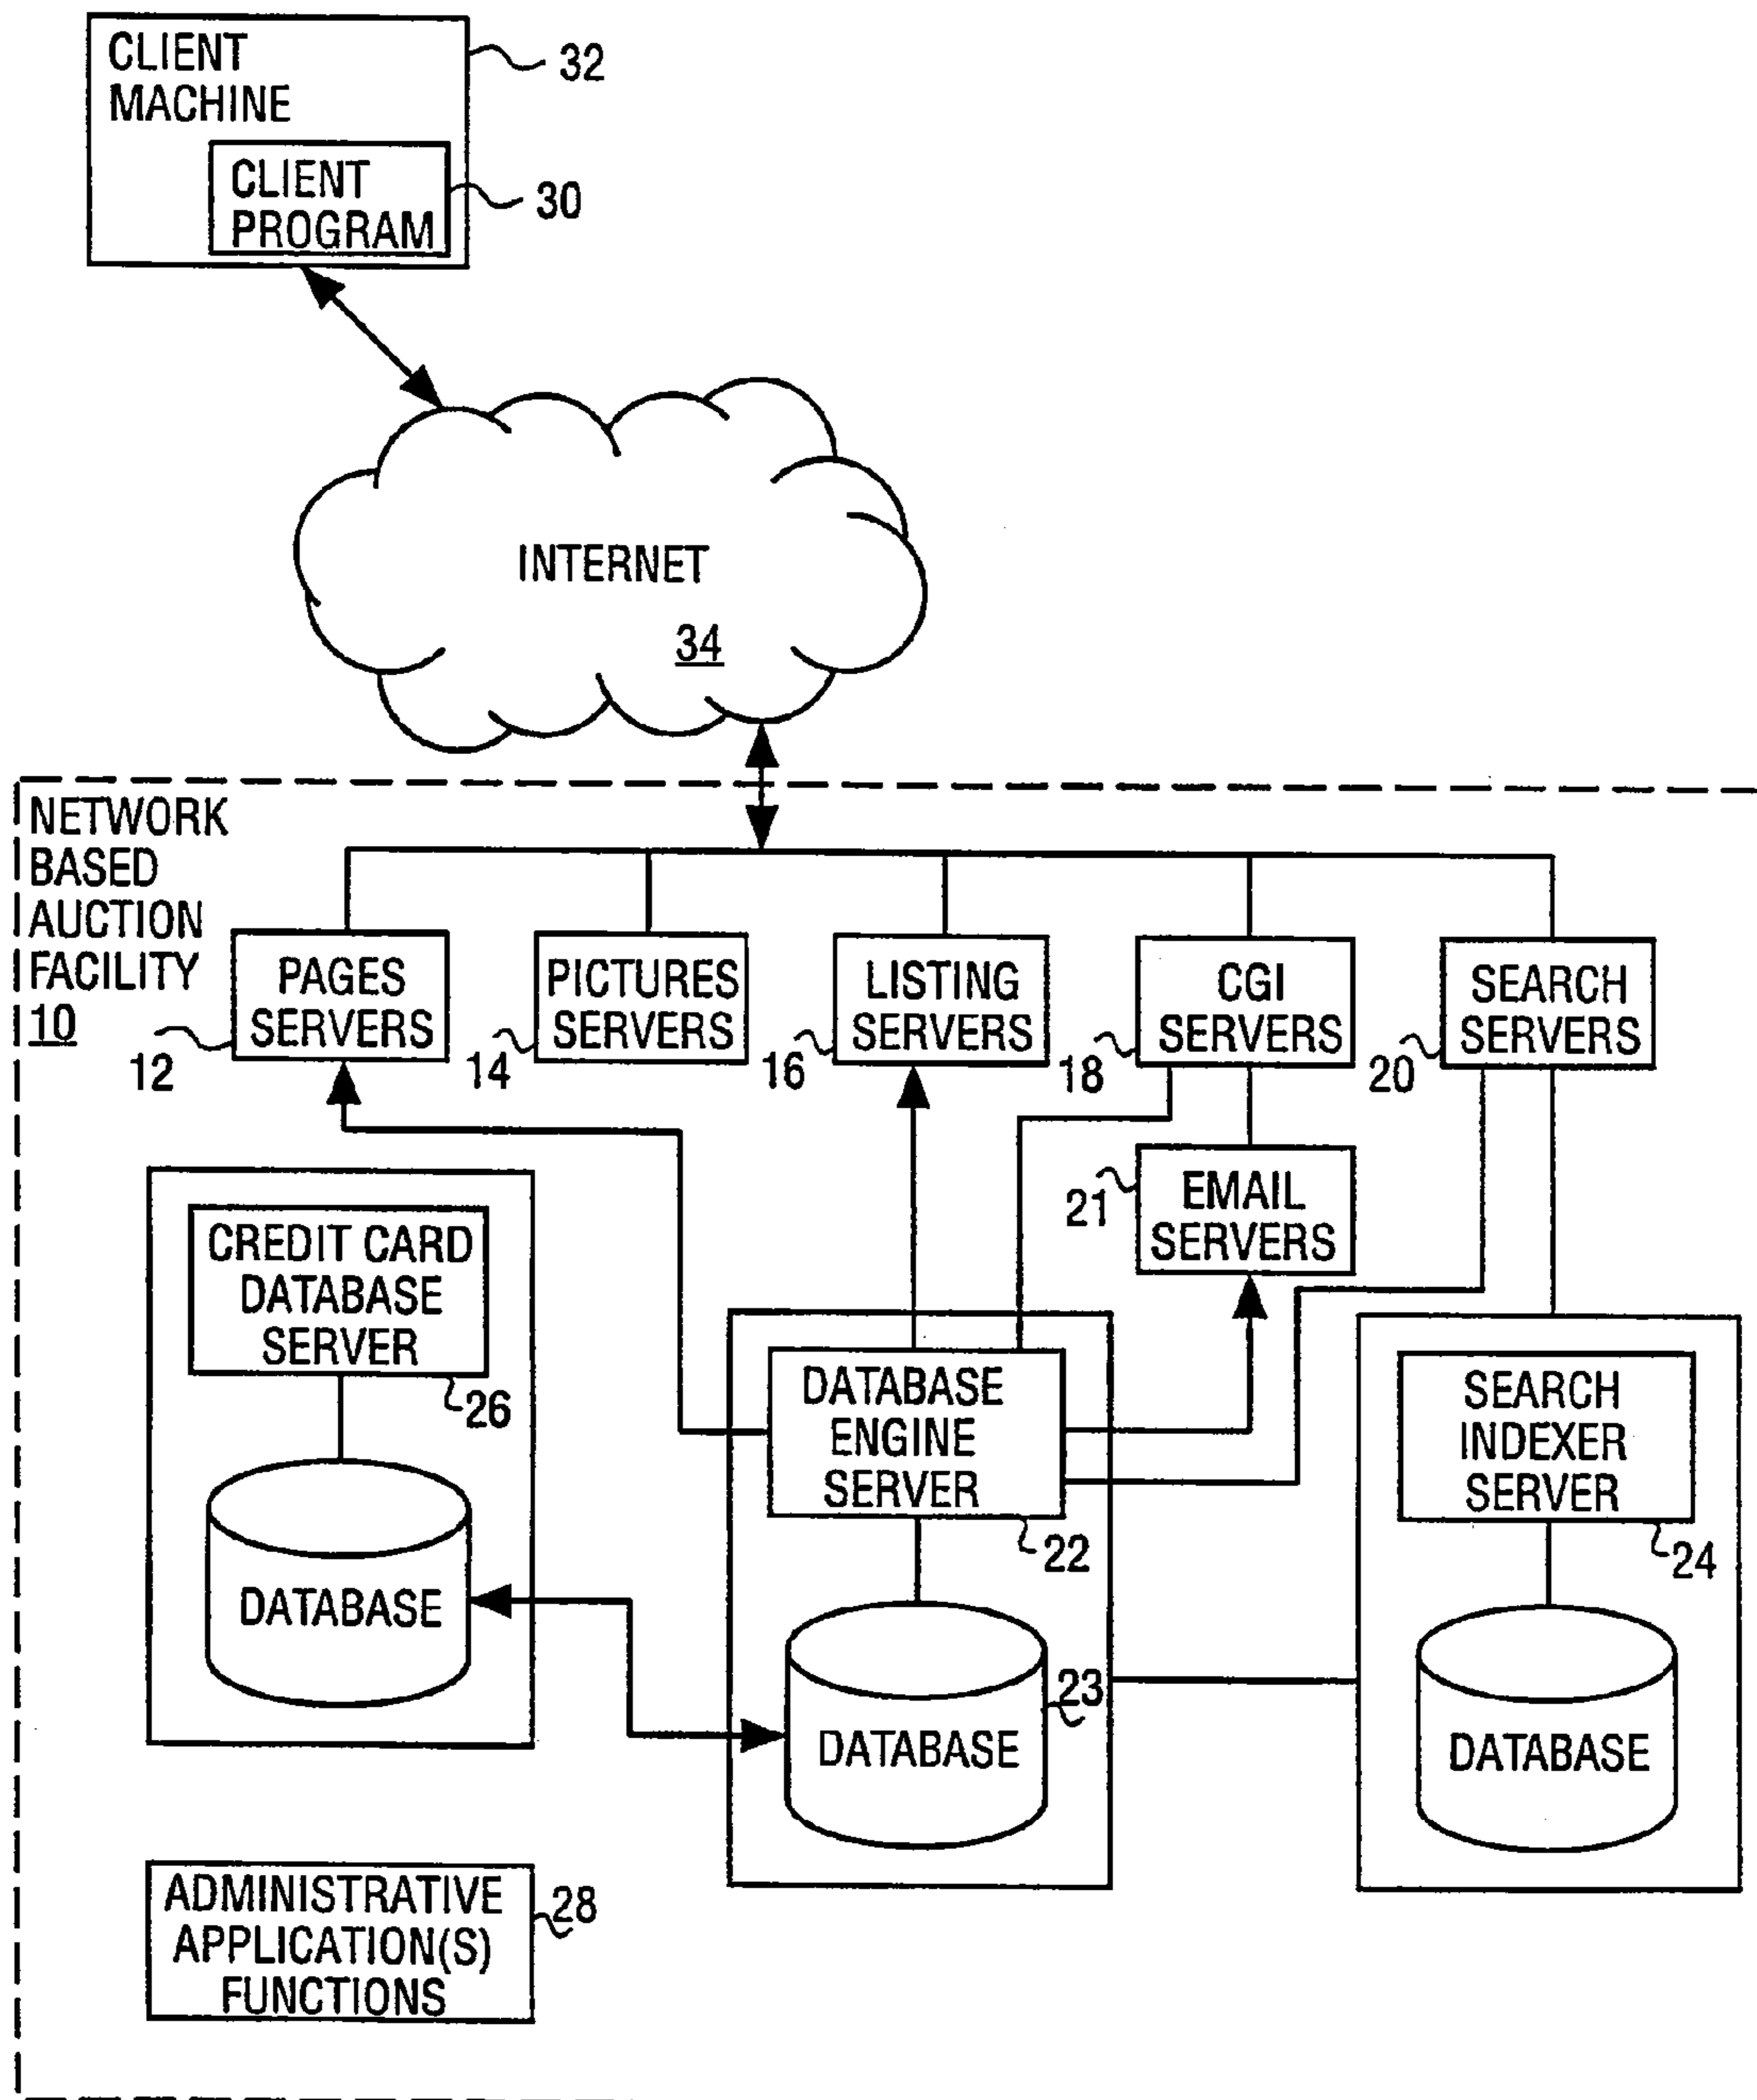 CLIENT
MACHINE
32
CLIENT
PROGRAM
30
INTERNET
34
NETWORK
BASED
AUCTION
FACILITY
10
PAGES
SERVERS
12
PICTURES
SERVERS
14
LISTING
SERVERS
16
CGI
SERVERS
18
SEARCH
SERVERS
20
EMAIL
SERVERS
21
CREDIT CARD
DATABASE
SERVER
26
DATABASE
DATABASE
ENGINE
SERVER
22
DATABASE
23
SEARCH
INDEXER
SERVER
24
DATABASE
ADMINISTRATIVE
APPLICATION(S)
FUNCTIONS
28